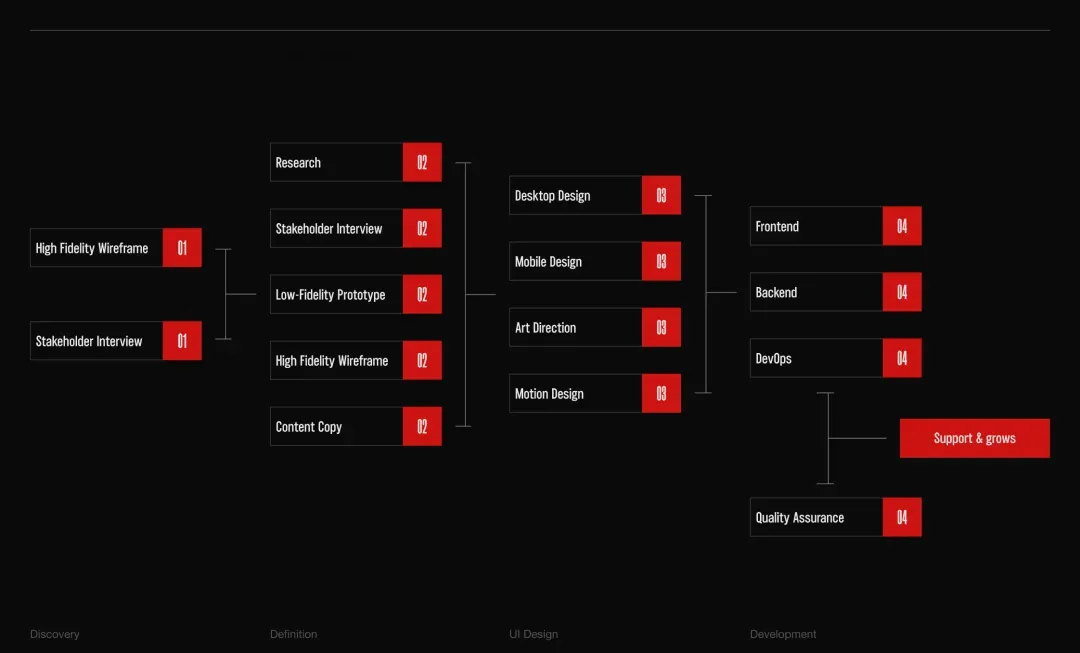 High Fidelity Wireframe 01
Stakeholder Interview 01
Research 02
Stakeholder Interview 02
Low-Fidelity Prototype 02
High Fidelity Wireframe 02
Content Copy 02
Desktop Design 03
Mobile Design 03
Art Direction 03
Motion Design 03
Frontend 04
Backend 04
DevOps 04
Support & grows
Quality Assurance 04
Discovery
Definition
UI Design
Development